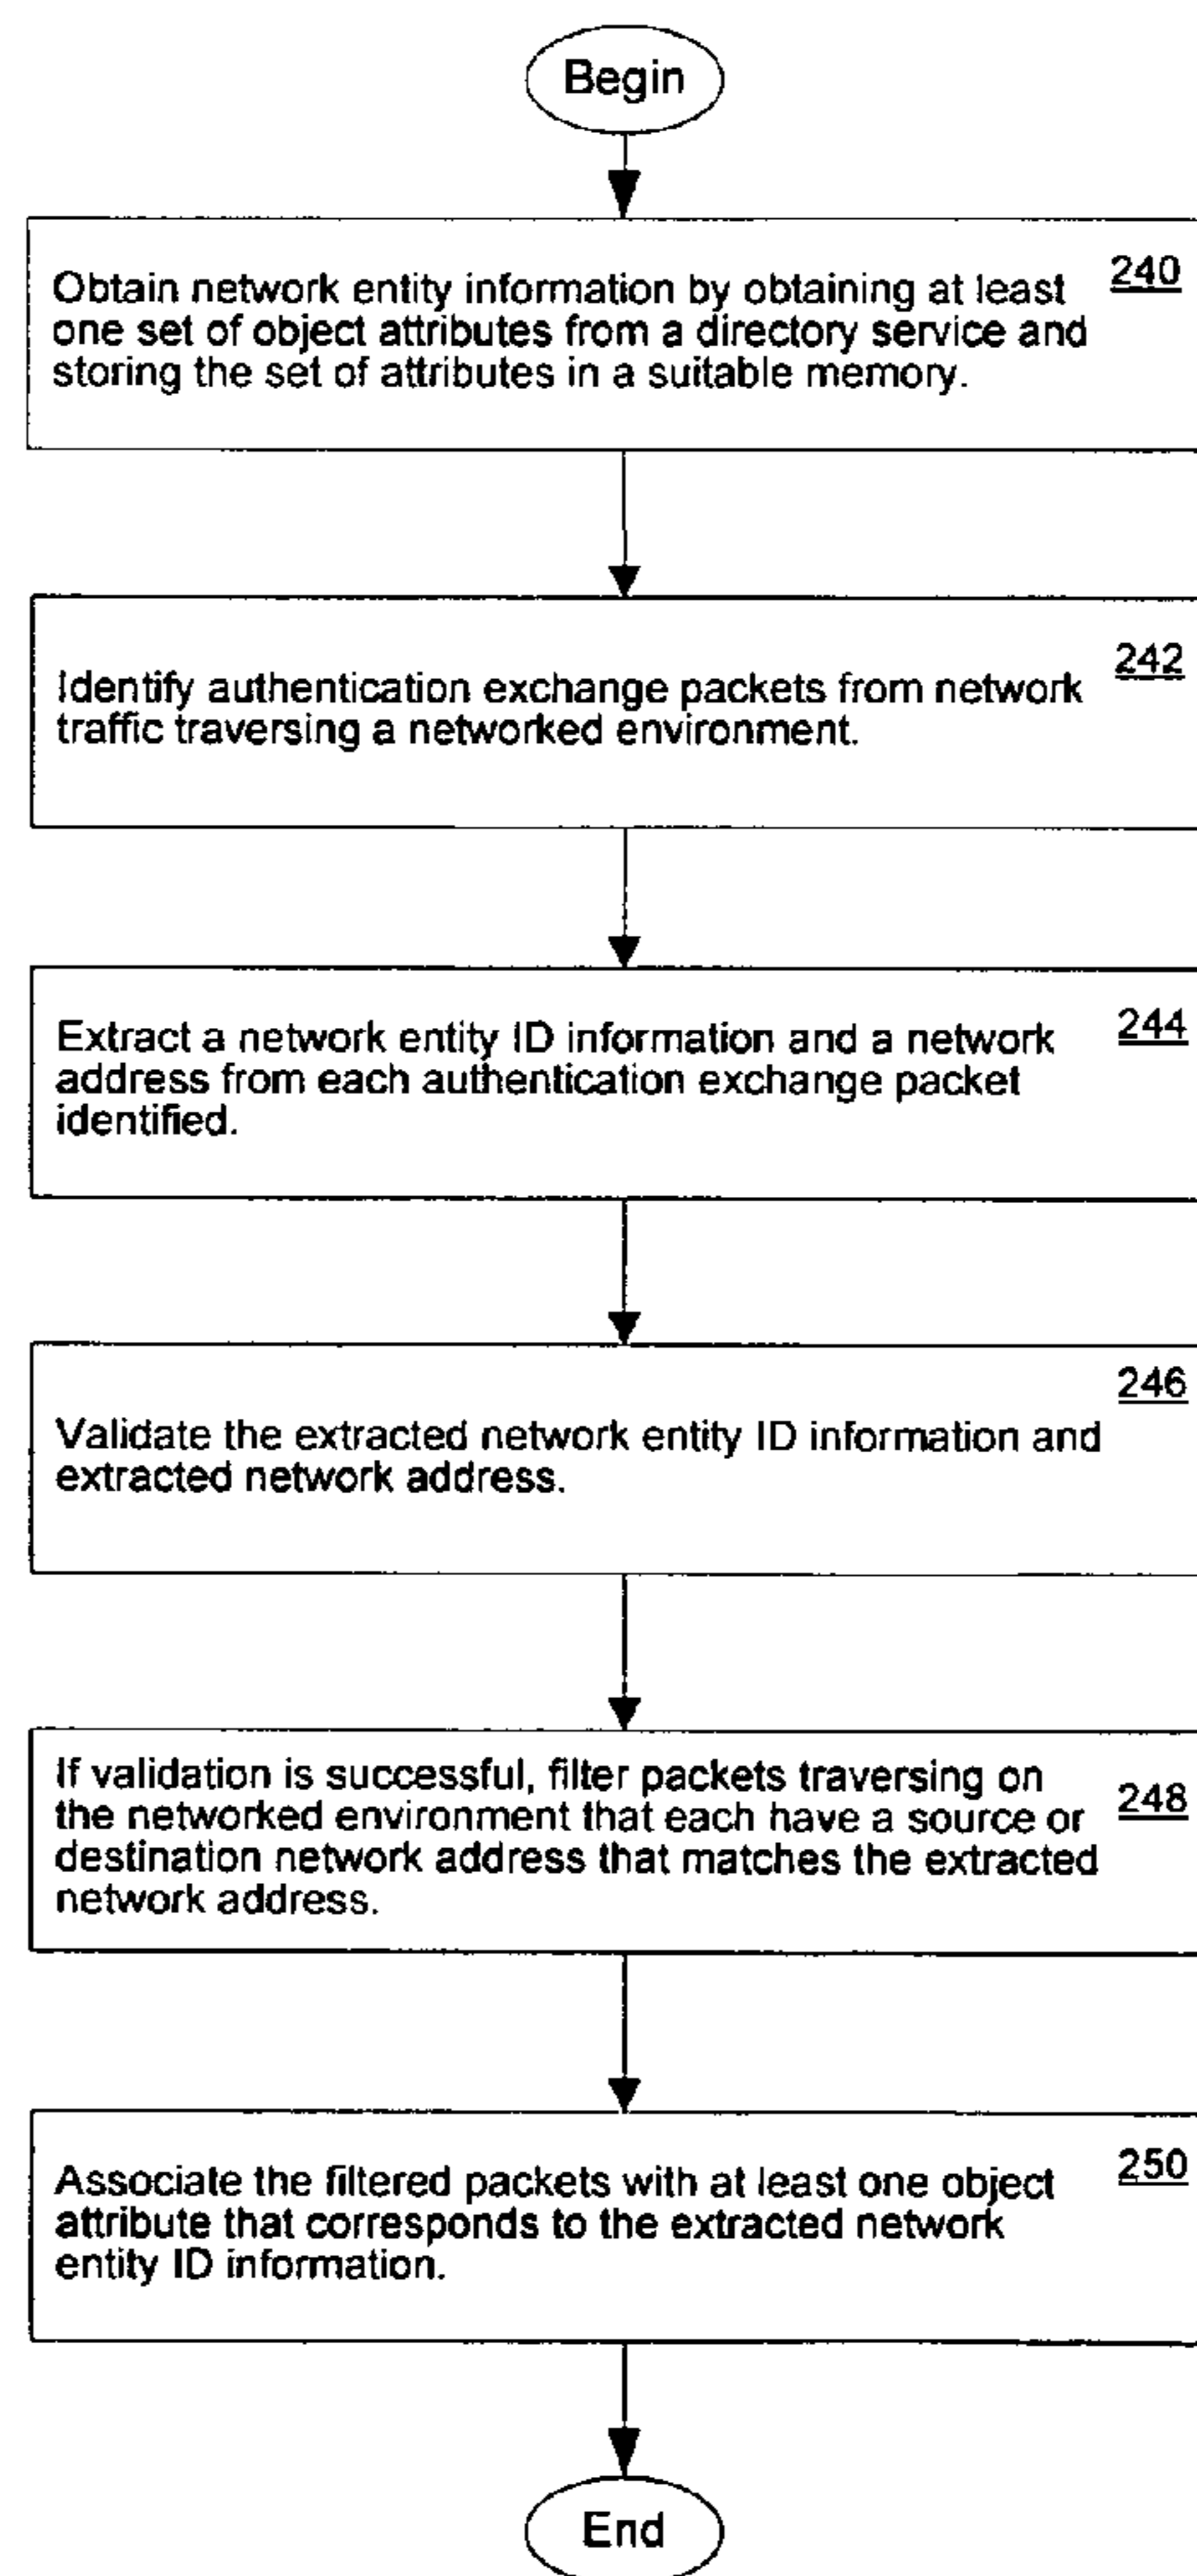 Begin
240
Obtain network entity information by obtaining at least
one set of object attributes from a directory service and
storing the set of attributes in a suitable memory.
242
Identify authentication exchange packets from network
traffic traversing a networked environment.
244
Extract a network entity ID information and a network
address from each authentication exchange packet
identified.
246
Validate the extracted network entity ID information and
extracted network address.
If validation is successful, filter packets traversing on
248
the networked environment that each have a source or
destination network address that matches the extracted
network address.
250
Associate the filtered packets with at least one object
attribute that corresponds to the extracted network
entity ID information.
End